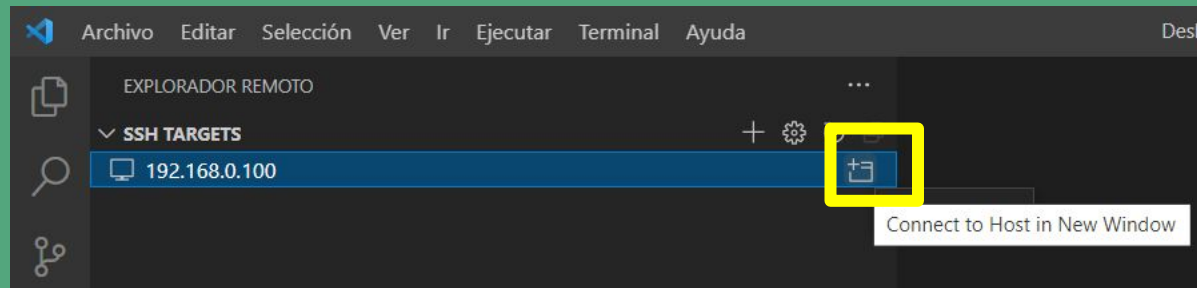 Archivo Editar Selección Ver Ir Ejecutar Terminal Ayuda
EXPLORADOR REMOTO
SSH TARGETS
192.168.0.100
Connect to Host in New Window